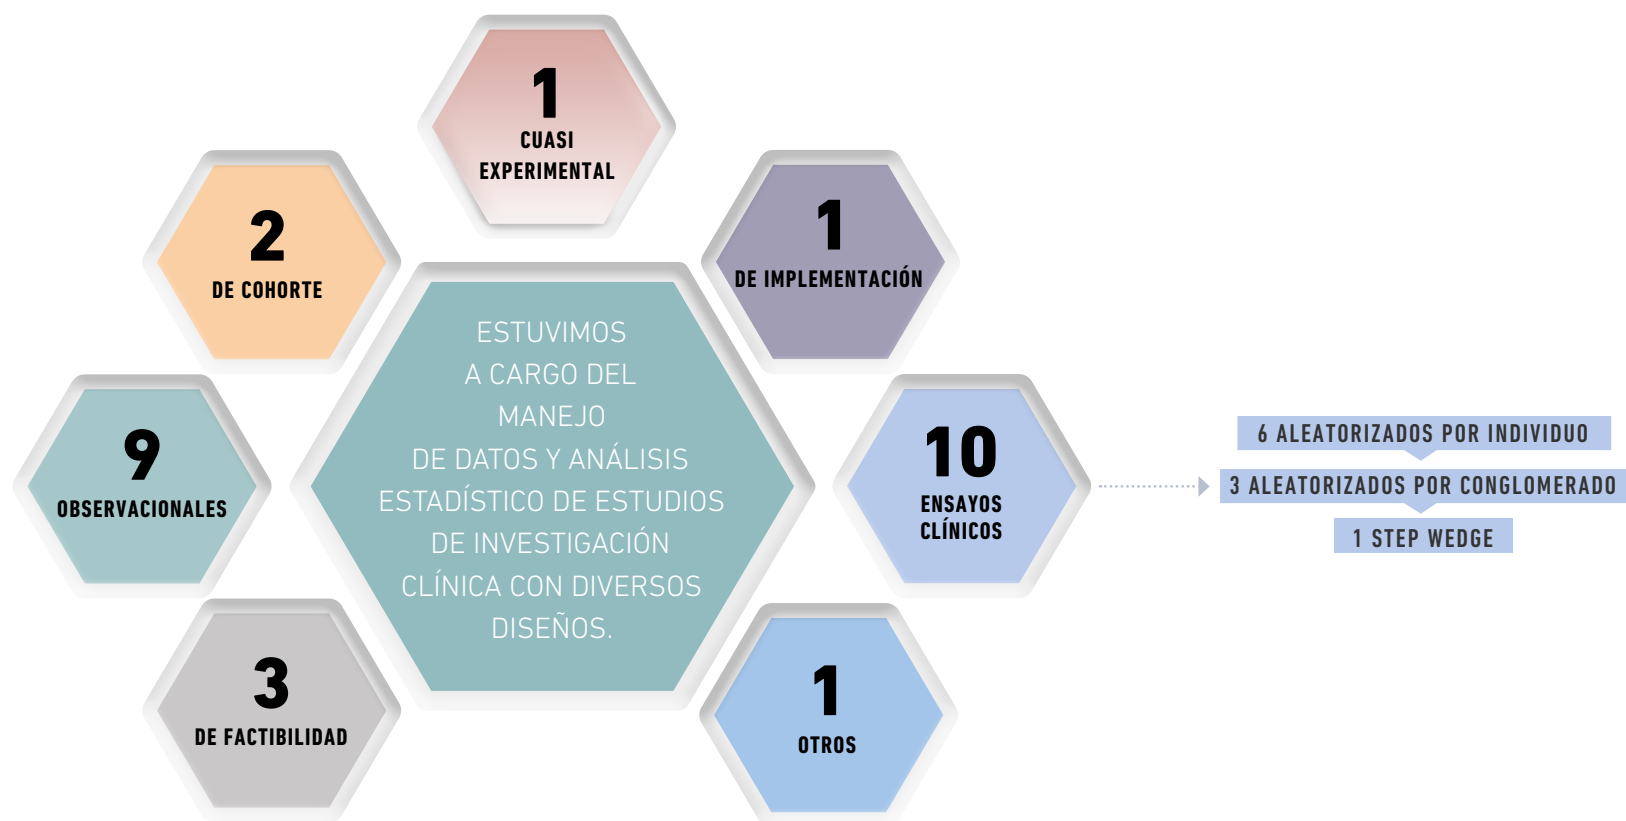 1
CUASI
EXPERIMENTAL
2
DE COHORTE
1
DE IMPLEMENTACIÓN
ESTUVIMOS
A CARGO DEL
MANEJO
DE DATOS Y ANÁLISIS
ESTADÍSTICO DE ESTUDIOS
DE INVESTIGACIÓN
CLÍNICA CON DIVERSOS
DISEÑOS.
9
OBSERVACIONALES
10
ENSAYOS
CLÍNICOS
6 ALEATORIZADOS POR INDIVIDUO
3 ALEATORIZADOS POR CONGLOMERADO
1 STEP WEDGE
3
DE FACTIBILIDAD
1
OTROS